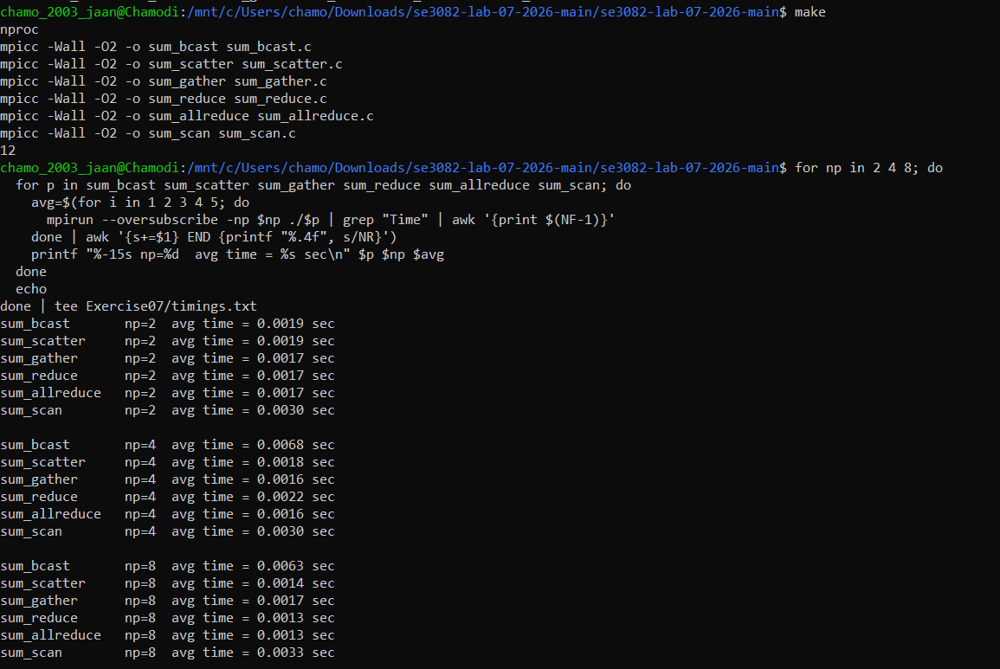 chamo_2003_jaan@Chamodi:/mnt/c/Users/chamo/Downloads/se3082-lab-07-2026-main/se3082-lab-07-2026-main$ make
nproc
mpicc -Wall -O2 -o sum_bcast sum_bcast.c
mpicc -Wall -O2 -o sum_scatter sum_scatter.c
mpicc -Wall -O2 -o sum_gather sum_gather.c
mpicc -Wall -O2 -o sum_reduce sum_reduce.c
mpicc -Wall -O2 -o sum_allreduce sum_allreduce.c
mpicc -Wall -O2 -o sum_scan sum_scan.c
12
chamo_2003_jaan@Chamodi:/mnt/c/Users/chamo/Downloads/se3082-lab-07-2026-main/se3082-lab-07-2026-main$ for np in 2 4 8; do
  for p in sum_bcast sum_scatter sum_gather sum_reduce sum_allreduce sum_scan; do
    avg=$(for i in 1 2 3 4 5; do
      mpirun --oversubscribe -np $np ./$p | grep "Time" | awk '{print $(NF-1)}'
    done | awk '{s+=$1} END {printf "%.4f", s/NR}')
    printf "%-15s np=%d  avg time = %s sec\n" $p $np $avg
  done
  echo
done | tee Exercise07/timings.txt
sum_bcast       np=2  avg time = 0.0019 sec
sum_scatter     np=2  avg time = 0.0019 sec
sum_gather      np=2  avg time = 0.0017 sec
sum_reduce      np=2  avg time = 0.0017 sec
sum_allreduce   np=2  avg time = 0.0017 sec
sum_scan        np=2  avg time = 0.0030 sec

sum_bcast       np=4  avg time = 0.0068 sec
sum_scatter     np=4  avg time = 0.0018 sec
sum_gather      np=4  avg time = 0.0016 sec
sum_reduce      np=4  avg time = 0.0022 sec
sum_allreduce   np=4  avg time = 0.0016 sec
sum_scan        np=4  avg time = 0.0030 sec

sum_bcast       np=8  avg time = 0.0063 sec
sum_scatter     np=8  avg time = 0.0014 sec
sum_gather      np=8  avg time = 0.0017 sec
sum_reduce      np=8  avg time = 0.0013 sec
sum_allreduce   np=8  avg time = 0.0013 sec
sum_scan        np=8  avg time = 0.0033 sec